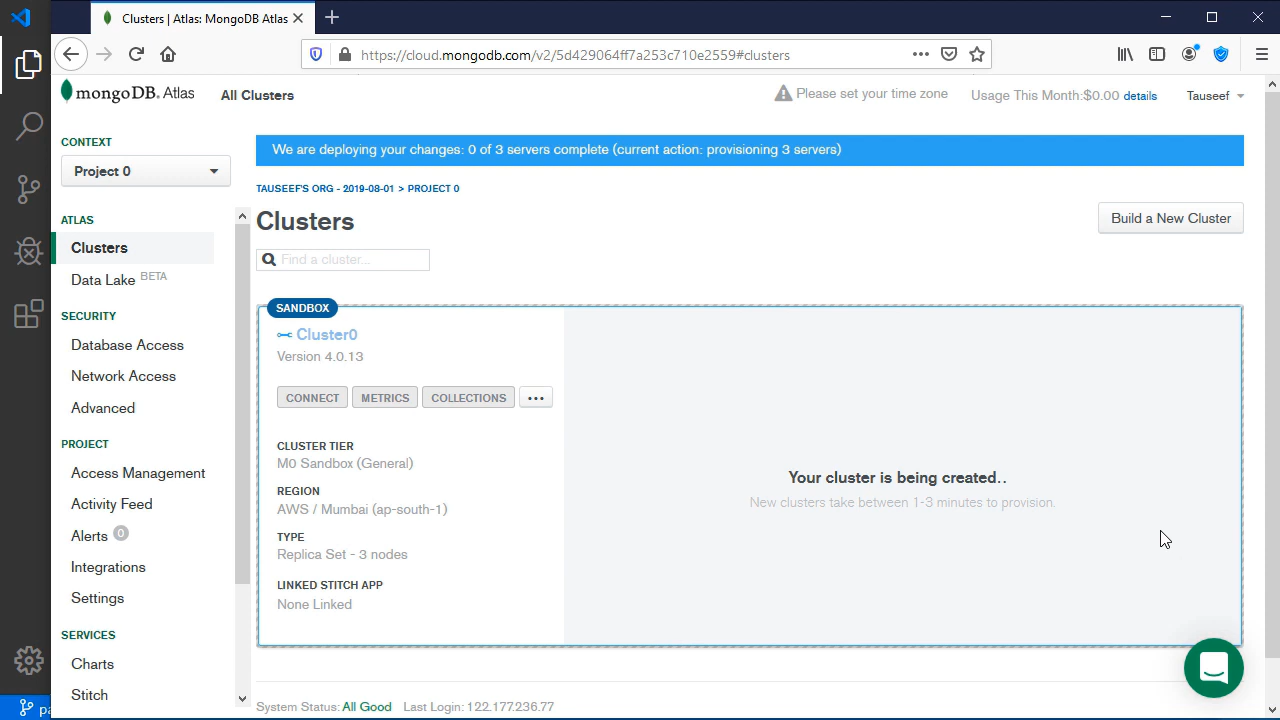 Clusters | Atlas: MongoDB Atlas
https://cloud.mongodb.com/v2/5d429064ff7a253c710e2559#clusters
mongoDB. Atlas
All Clusters
Please set your time zone
Usage This Month:$0.00 details
Tauseef
CONTEXT
Project 0
ATLAS
Clusters
Data Lake BETA
SECURITY
Database Access
Network Access
Advanced
PROJECT
Access Management
Activity Feed
Alerts 0
Integrations
Settings
SERVICES
Charts
Stitch
We are deploying your changes: 0 of 3 servers complete (current action: provisioning 3 servers)
TAUSEEF'S ORG - 2019-08-01 > PROJECT 0
Clusters
Build a New Cluster
Find a cluster...
SANDBOX
Cluster0
Version 4.0.13
CONNECT
METRICS
COLLECTIONS
CLUSTER TIER
M0 Sandbox (General)
REGION
AWS / Mumbai (ap-south-1)
TYPE
Replica Set - 3 nodes
LINKED STITCH APP
None Linked
Your cluster is being created..
New clusters take between 1-3 minutes to provision.
System Status: All Good Last Login: 122.177.236.77